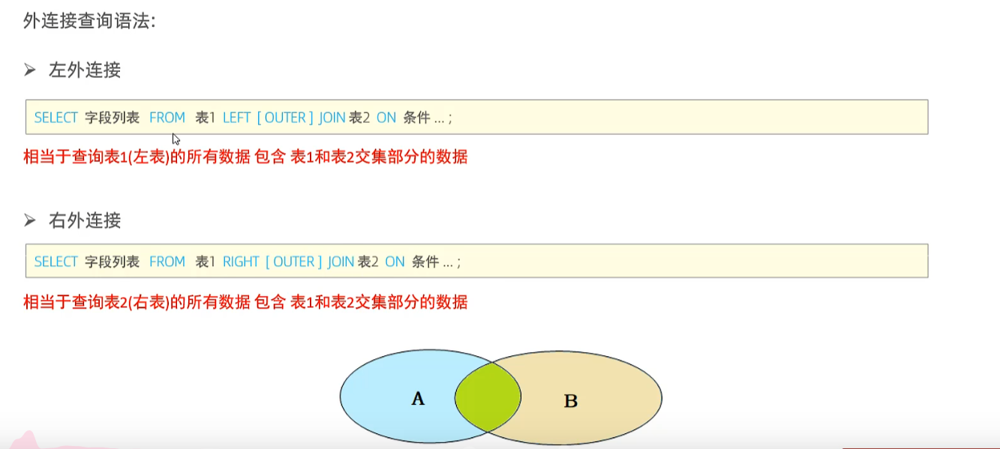 外连接查询语法:
➢ 左外连接
SELECT 字段列表 FROM 表1 LEFT [ OUTER ] JOIN 表2 ON 条件 ... ;
相当于查询表1(左表)的所有数据 包含 表1和表2交集部分的数据
➢ 右外连接
SELECT 字段列表 FROM 表1 RIGHT [ OUTER ] JOIN 表2 ON 条件 ... ;
相当于查询表2(右表)的所有数据 包含 表1和表2交集部分的数据
A B